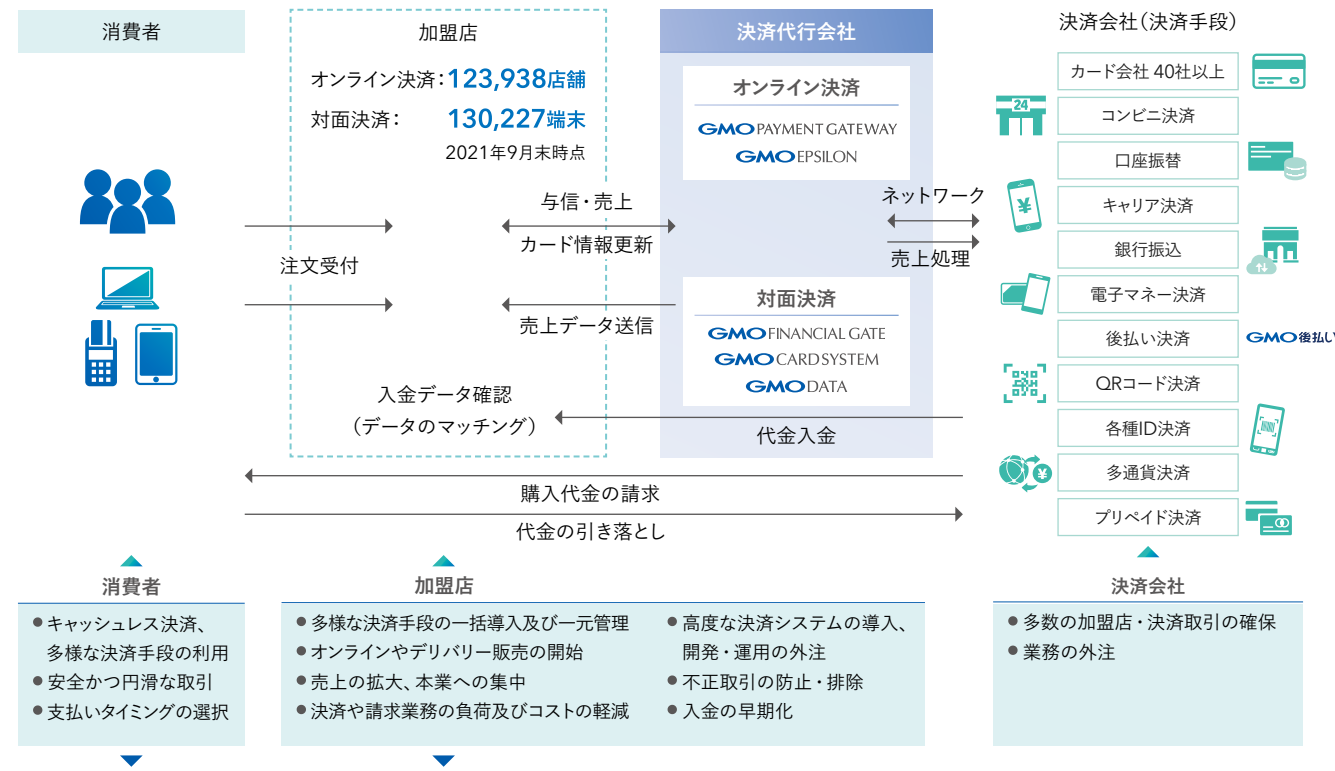 消費者
加盟店
オンライン決済：123,938店舗
対面決済： 130,227端末
2021年9月末時点
決済代行会社
オンライン決済
GMO PAYMENT GATEWAY
GMO EPSILON
対面決済
GMO FINANCIAL GATE
GMO CARD SYSTEM
GMO DATA
決済会社（決済手段）
カード会社 40社以上
24
コンビニ決済
口座振替
¥
キャリア決済
銀行振込
電子マネー決済
後払い決済
GMO後払い
QRコード決済
各種ID決済
多通貨決済
¥
プリペイド決済
注文受付
与信・売上
カード情報更新
売上データ送信
ネットワーク
売上処理
入金データ確認
（データのマッチング）
代金入金
購入代金の請求
代金の引き落とし
消費者
●キャッシュレス決済、
多様な決済手段の利用
●安全かつ円滑な取引
●支払いタイミングの選択
加盟店
●多様な決済手段の一括導入及び一元管理
●オンラインやデリバリー販売の開始
●売上の拡大、本業への集中
●決済や請求業務の負荷及びコストの軽減
●高度な決済システムの導入、
開発・運用の外注
●不正取引の防止・排除
●入金の早期化
決済会社
●多数の加盟店・決済取引の確保
●業務の外注